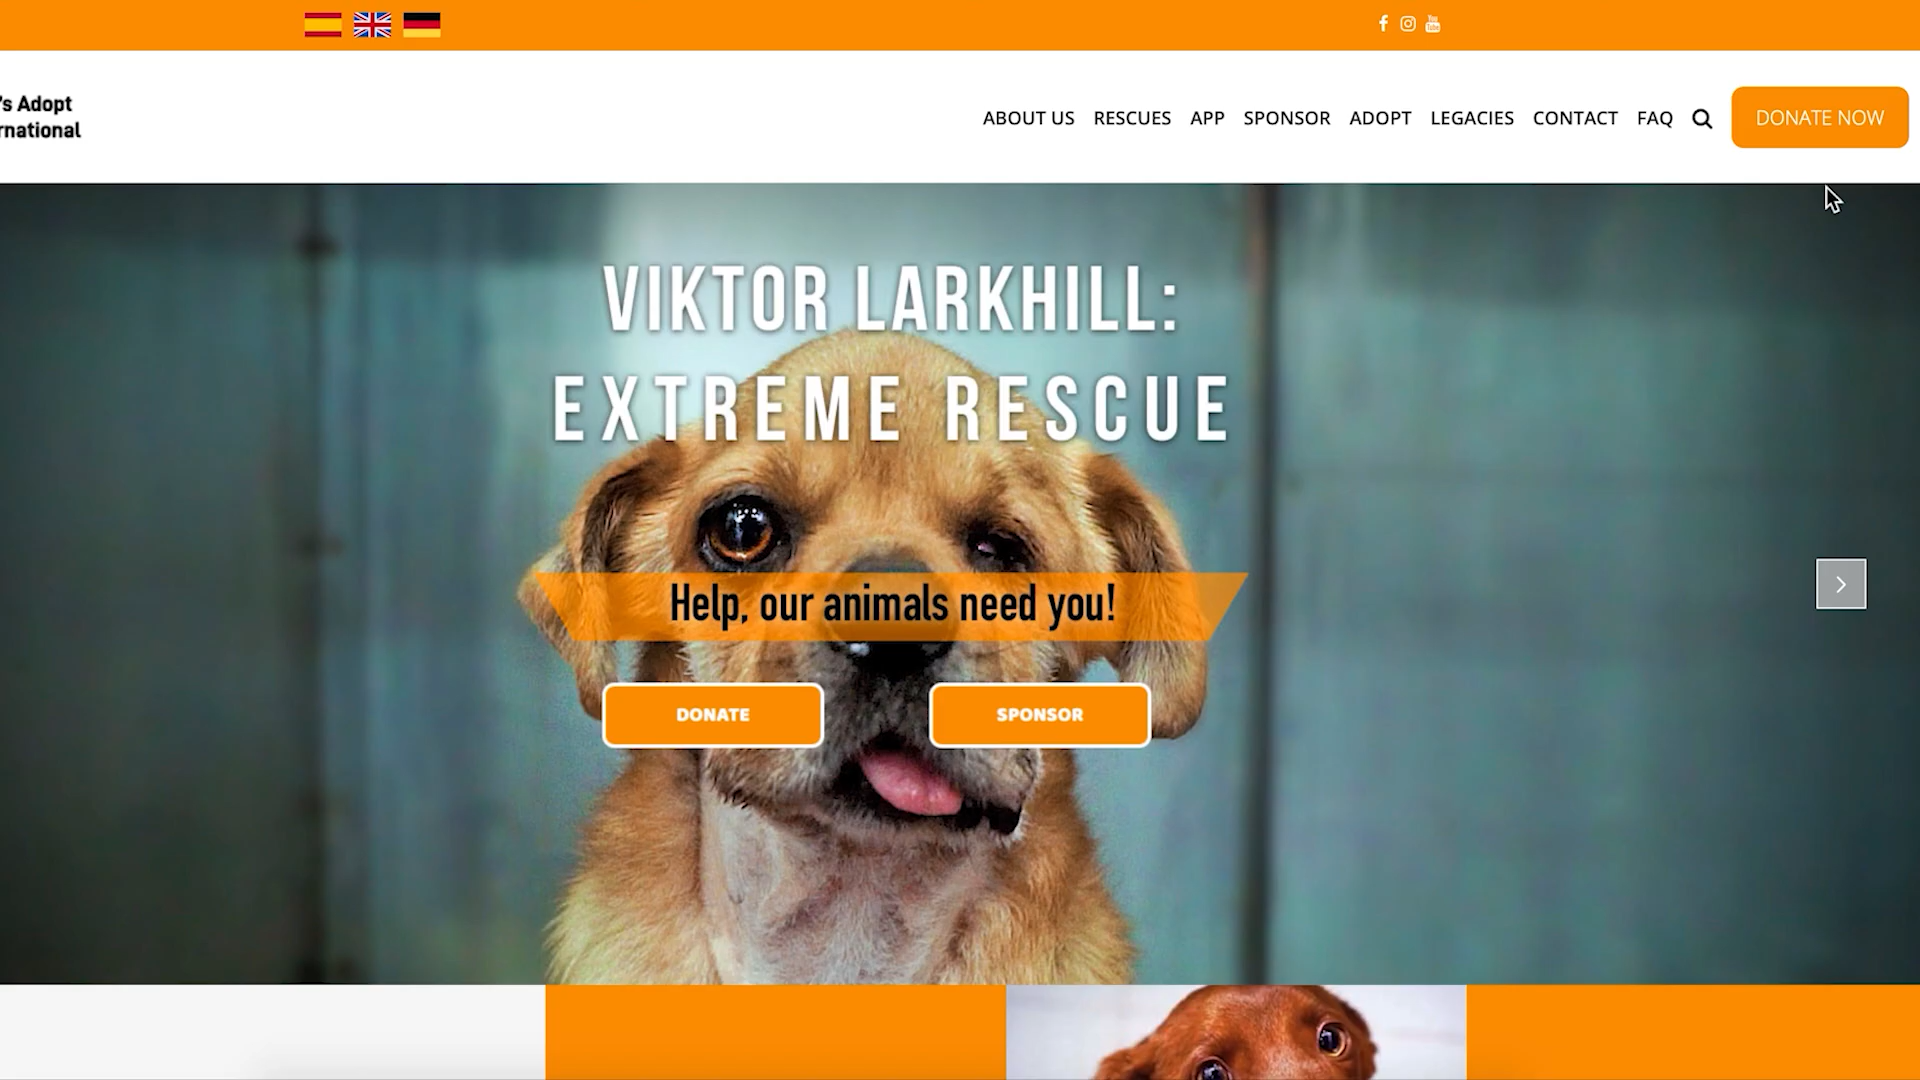 's Adopt
rnational
ABOUT US RESCUES APP SPONSOR ADOPT LEGACIES CONTACT FAQ DONATE NOW
VIKTOR LARKHILL:
EXTREME RESCUE
Help, our animals need you!
DONATE SPONSOR